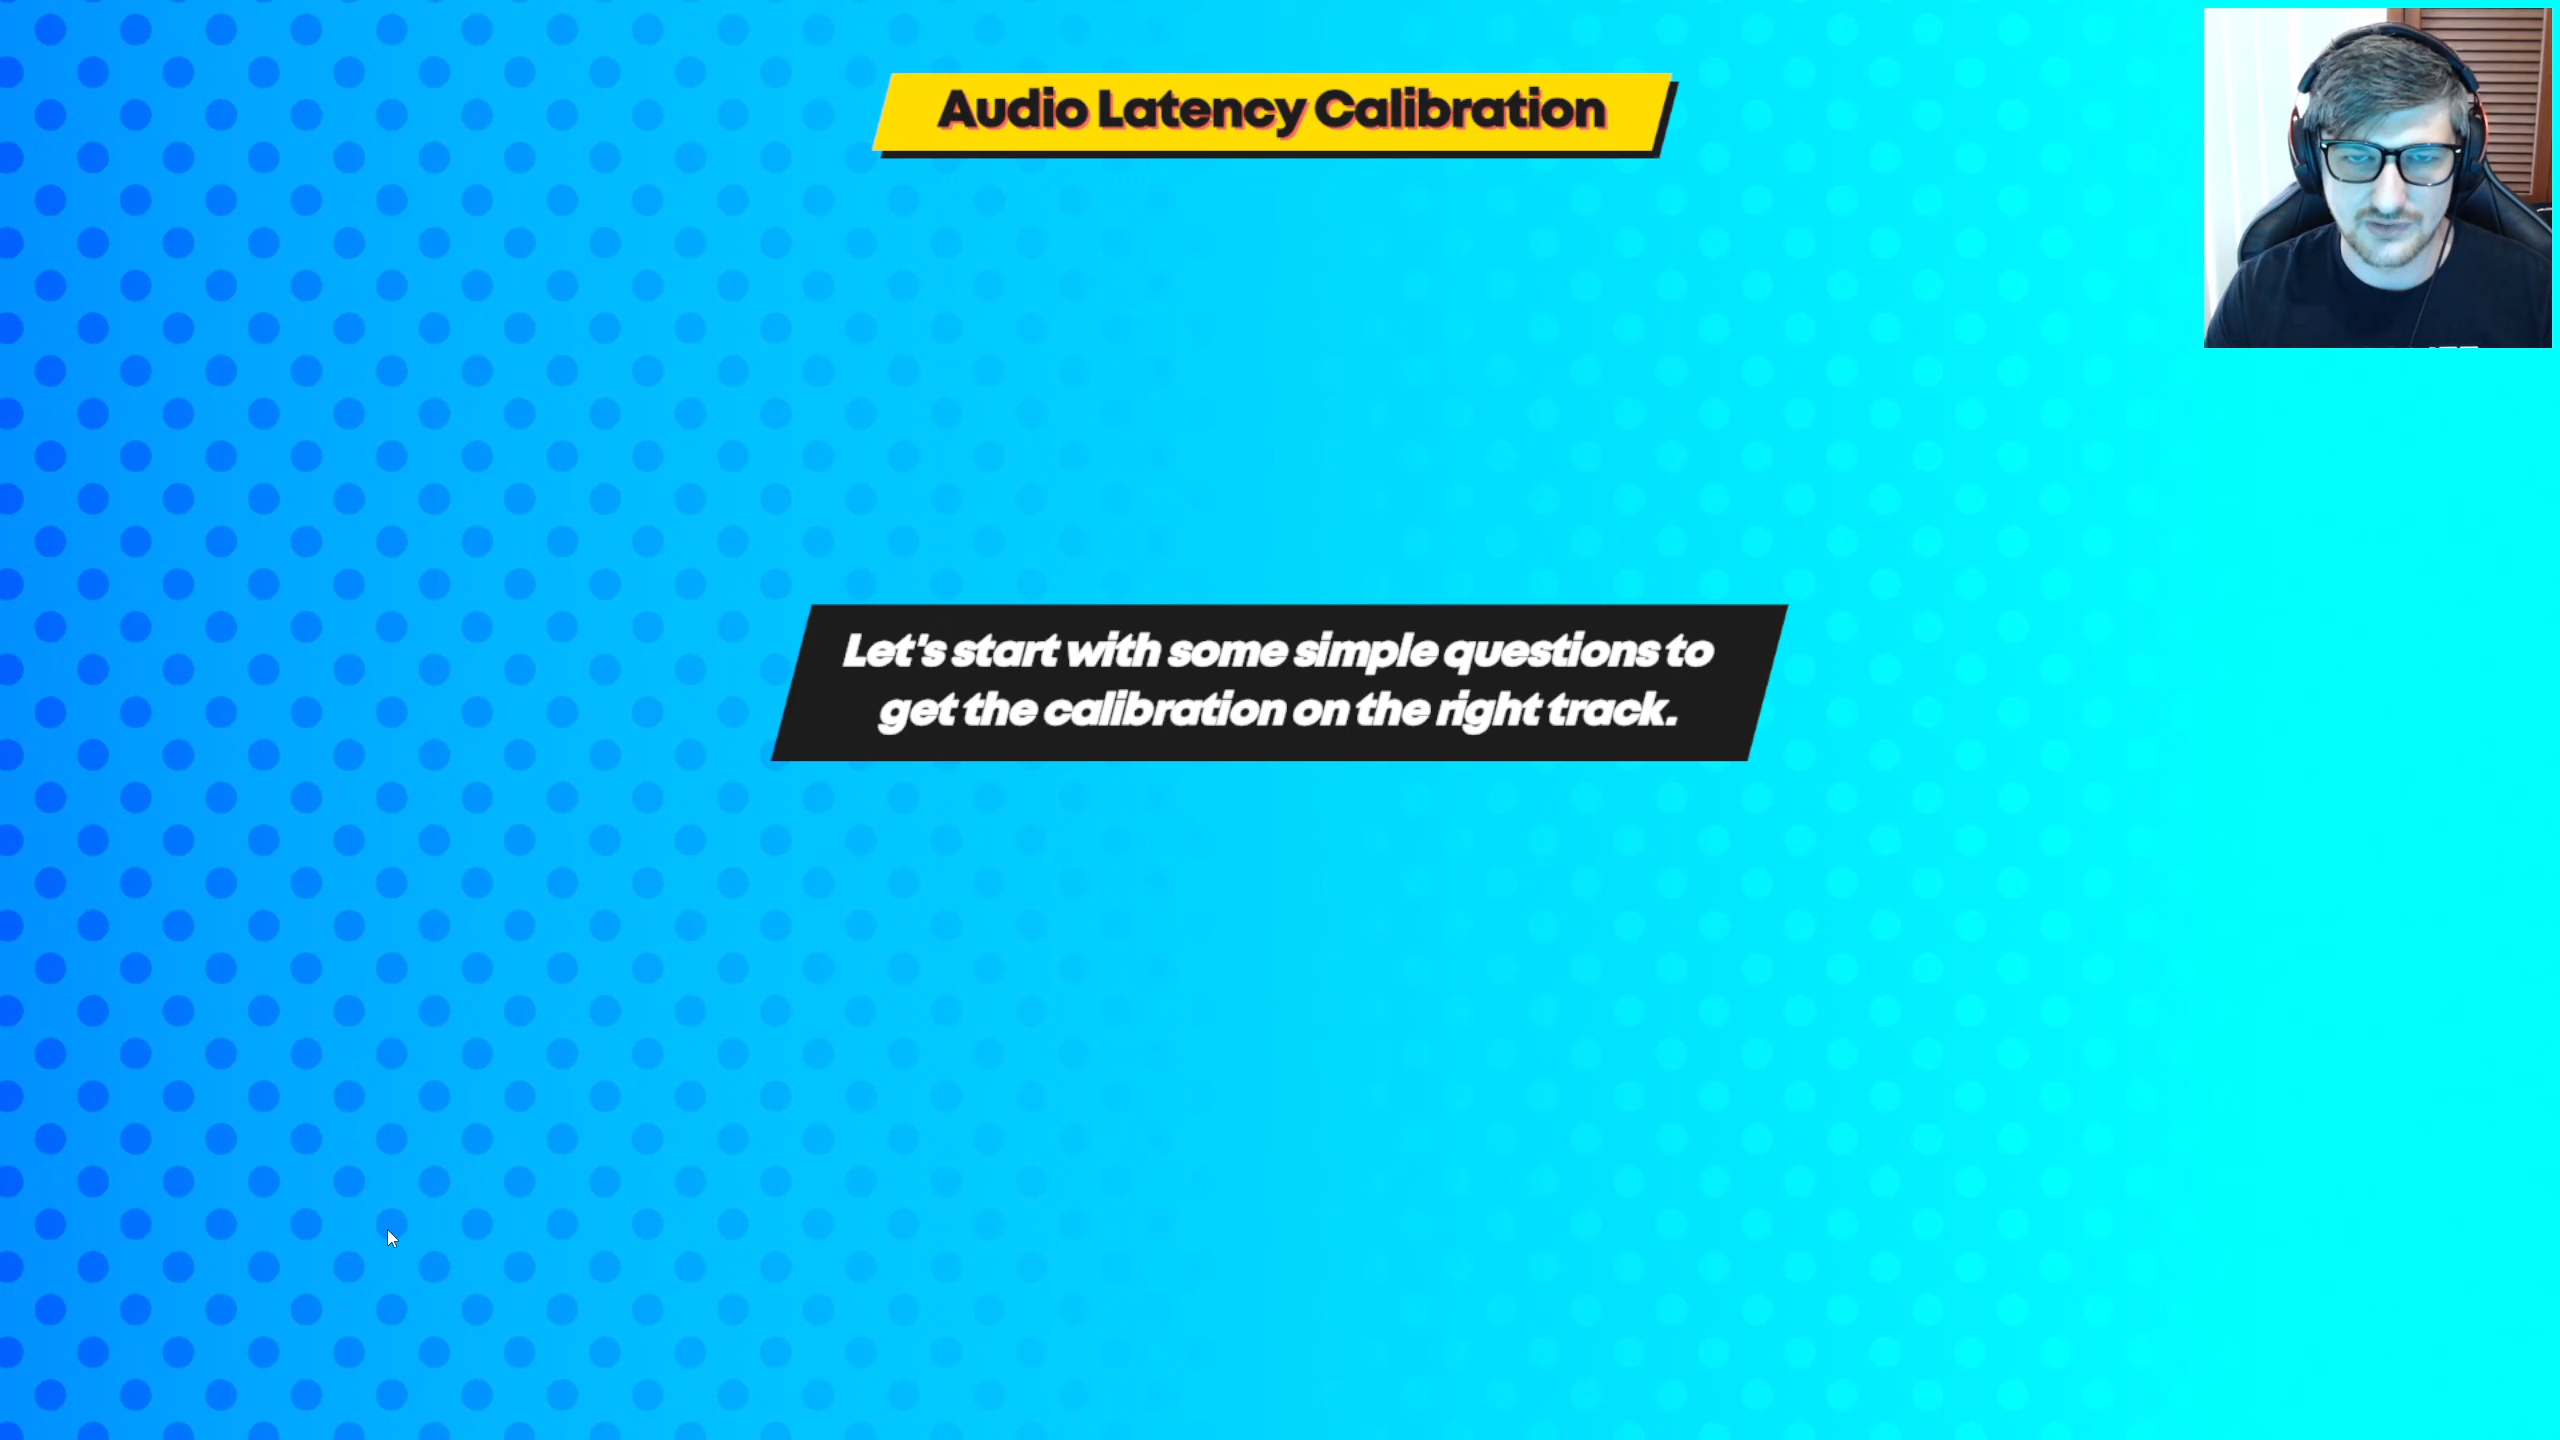 Audio Latency Calibration
Let's start with some simple questions to
get the calibration on the right track.